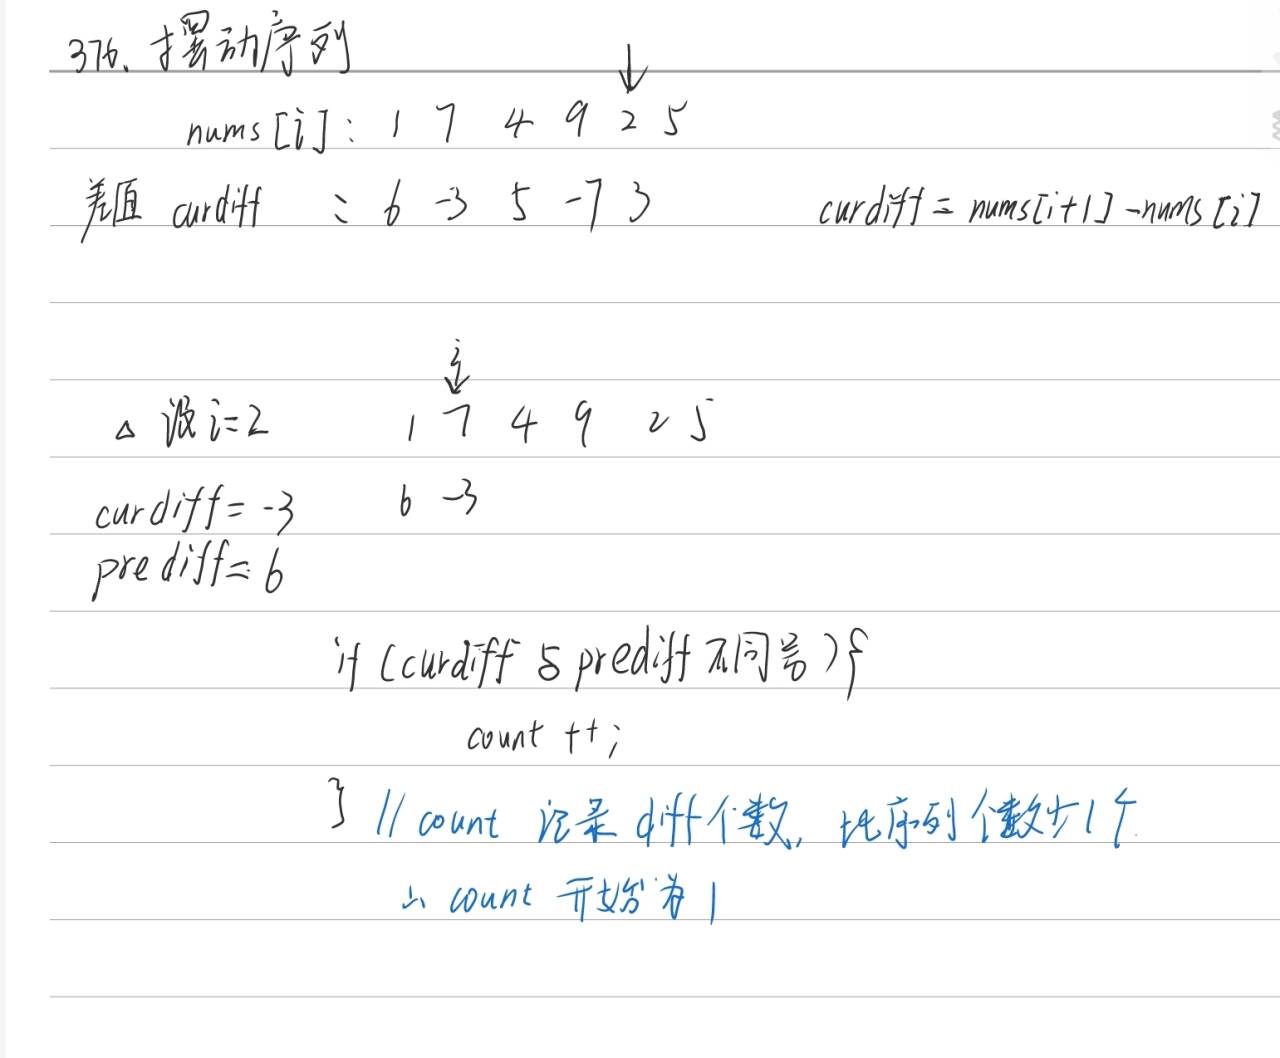 376、摆动序列
nums[i]: 1 7 4 9 2 5
差值 curdiff : 6 -3 5 -7 3 curdiff = nums[i+1]-nums[i]
i
△ 设 i=2 1 7 4 9 2 5
curdiff = -3 6 -3
prediff = 6
if (curdiff 与 prediff 不同号) {
count ++;
} // count 记录 diff 个数, 比序列个数少1个
∴ count 开始为 1